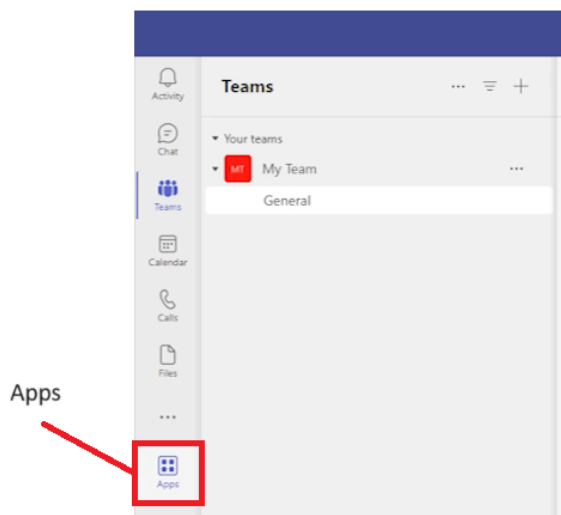 Activity
Teams
Chat
Your teams
MT My Team
Teams
General
Calendar
Calls
Files
Apps
Apps